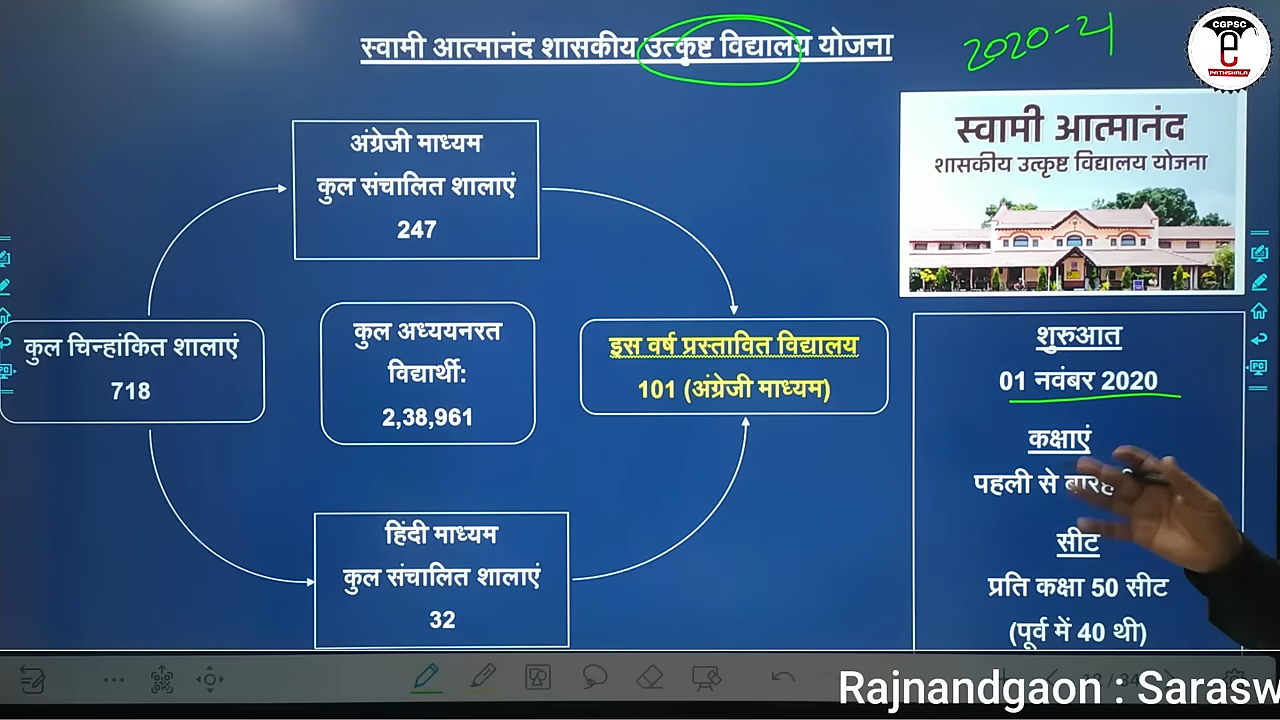 स्वामी आत्मानंद शासकीय उत्कृष्ट विद्यालय योजना
2020-21
CGPSC
e
PATHSHALA
अंग्रेजी माध्यम
कुल संचालित शालाएं
247
स्वामी आत्मानंद
शासकीय उत्कृष्ट विद्यालय योजना
कुल चिन्हांकित शालाएं
718
कुल अध्ययनरत
विद्यार्थी:
2,38,961
इस वर्ष प्रस्तावित विद्यालय
101 (अंग्रेजी माध्यम)
हिंदी माध्यम
कुल संचालित शालाएं
32
शुरुआत
01 नवंबर 2020
कक्षाएं
पहली से
सीट
प्रति कक्षा 50 सीट
(पूर्व में 40 थी)
Rajnandgaon : Sarasw